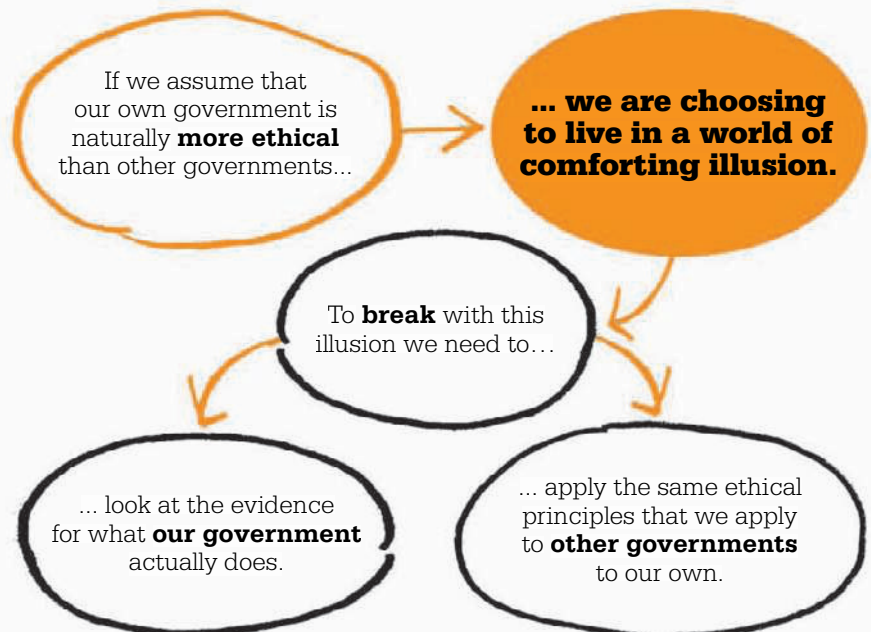 If we assume that
our own government is
naturally more ethical
than other governments...
... we are choosing
to live in a world of
comforting illusion.
To break with this
illusion we need to...
... look at the evidence
for what our government
actually does.
... apply the same ethical
principles that we apply
to other governments
to our own.